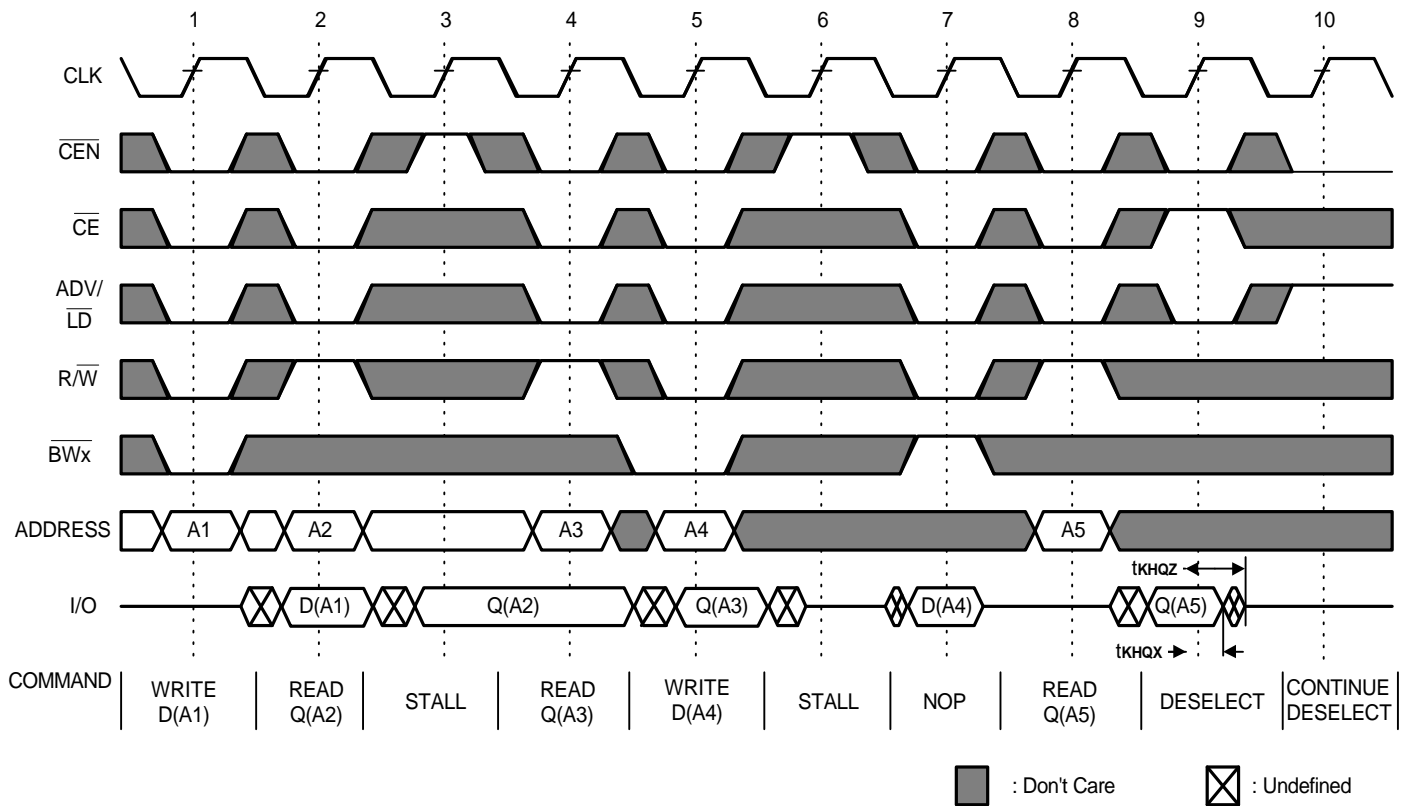 1 2 3 4 5 6 7 8 9 10
CLK
CEN
CE
ADV/
LD
R/W
BWx
ADDRESS A1 A2 A3 A4 A5
tKHQZ
I/O D(A1) Q(A2) Q(A3) D(A4) Q(A5)
tKHQX
COMMAND WRITE READ STALL READ WRITE STALL NOP READ DESELECT CONTINUE
D(A1) Q(A2) Q(A3) D(A4) Q(A5) DESELECT
: Don't Care : Undefined